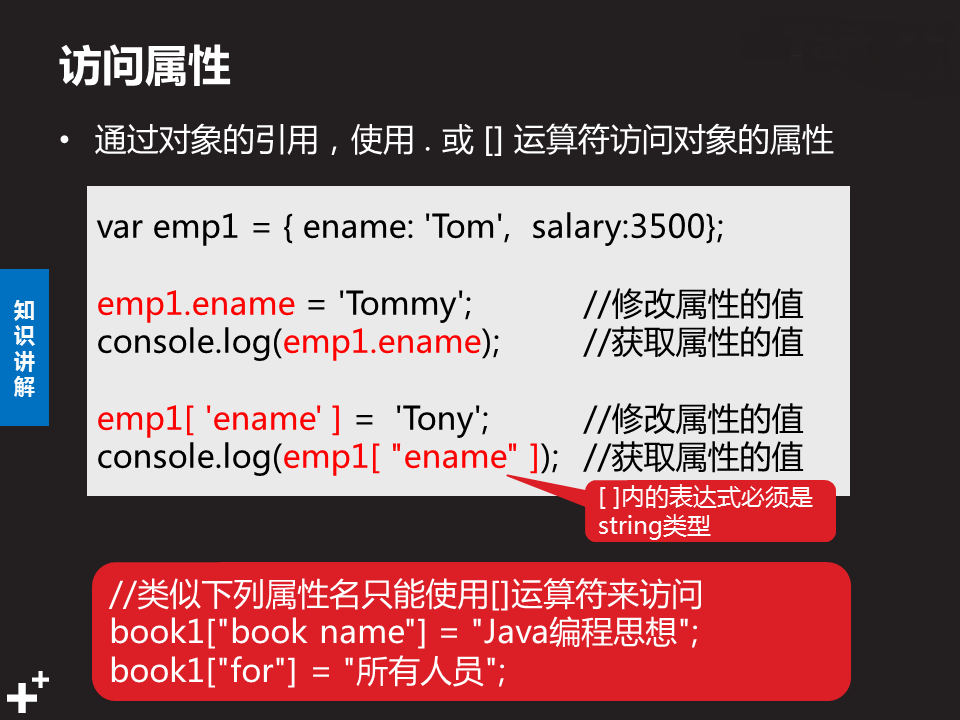 访问属性
• 通过对象的引用，使用 . 或 [] 运算符访问对象的属性
var emp1 = { ename: 'Tom', salary:3500};
emp1.ename = 'Tommy'; //修改属性的值
console.log(emp1.ename); //获取属性的值
emp1[ 'ename' ] = 'Tony'; //修改属性的值
console.log(emp1[ "ename" ]); //获取属性的值
[ ]内的表达式必须是
string类型
知
识
讲
解
//类似下列属性名只能使用[]运算符来访问
book1["book name"] = "Java编程思想";
book1["for"] = "所有人员";